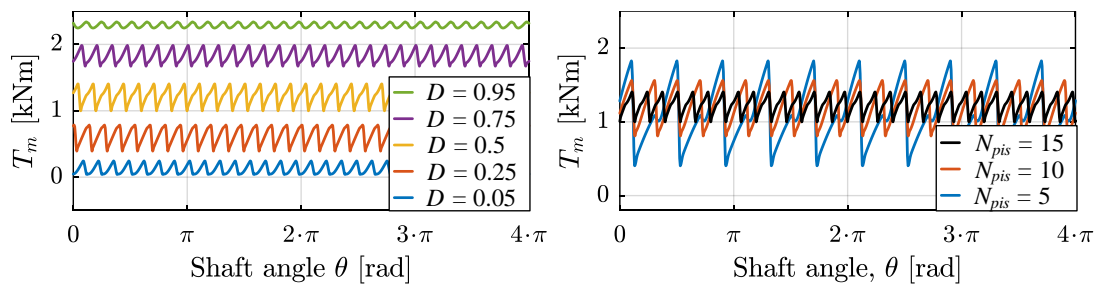 T_m [kNm]
2
1
0
D = 0.95
D = 0.75
D = 0.5
D = 0.25
D = 0.05
0
π
2·π
3·π
4·π
Shaft angle θ [rad]
T_m [kNm]
2
1
0
N_pis = 15
N_pis = 10
N_pis = 5
0
π
2·π
3·π
4·π
Shaft angle, θ [rad]